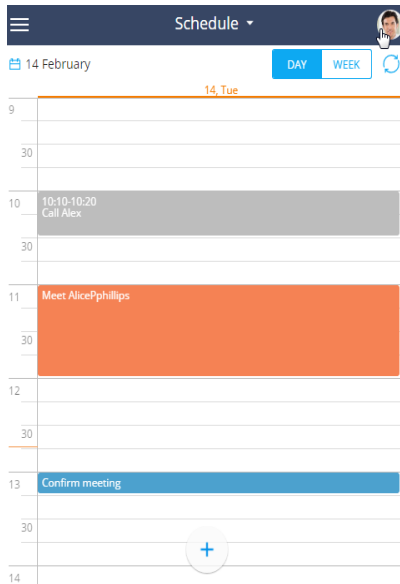 Schedule
14 February
DAY WEEK
14, Tue
9
30
10
10:10-10:20
Call Alex
30
11
Meet AlicePphillips
30
12
30
13
Confirm meeting
30
+
14